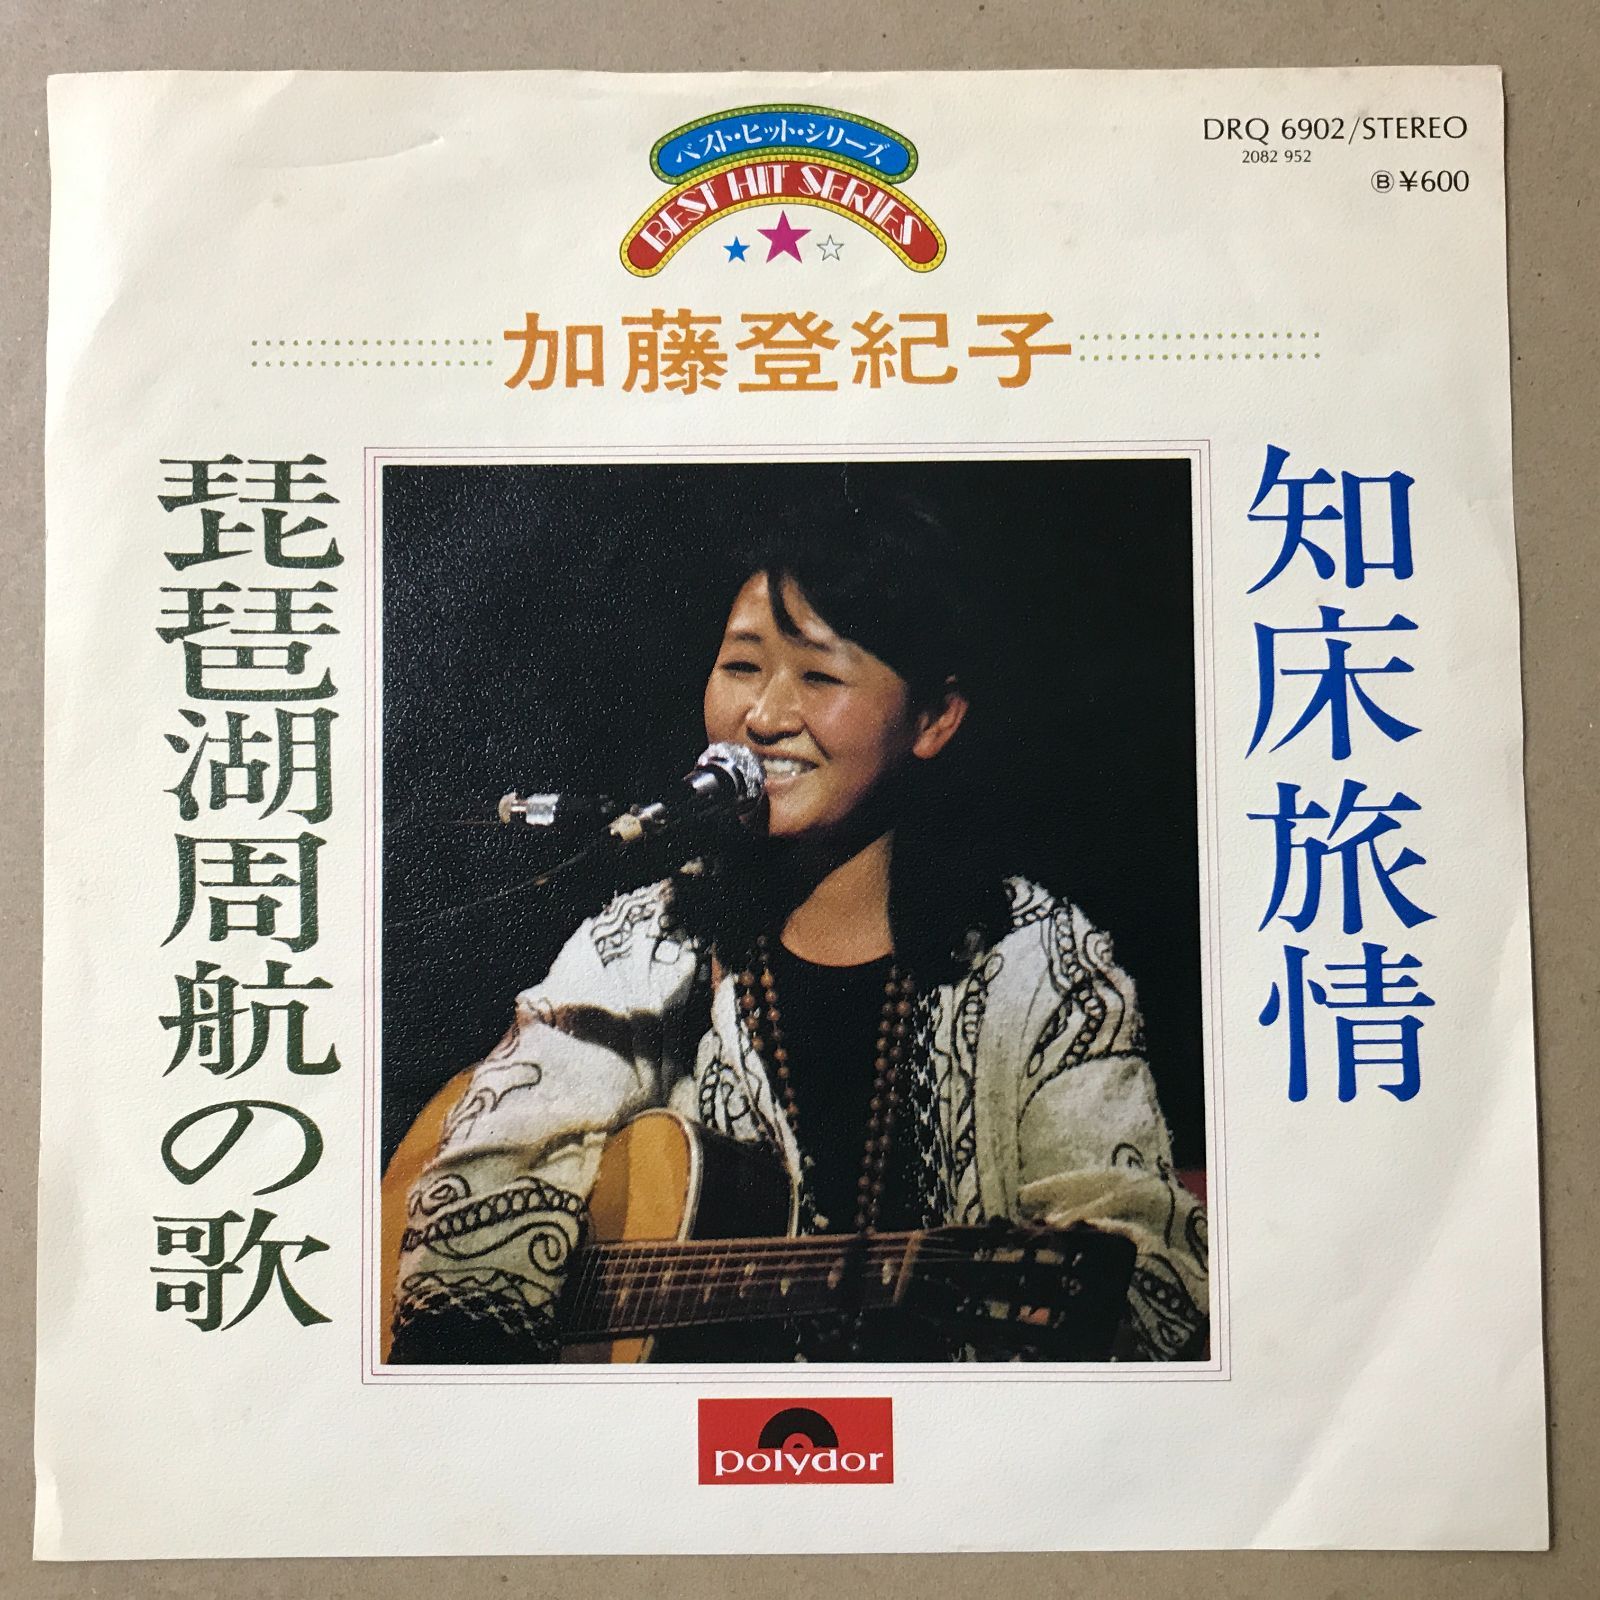 ベスト・ヒット・シリーズ
BEST HIT SERIES
DRQ 6902/STEREO
2082 952
Ⓑ¥600
加藤登紀子
知床旅情
琵琶湖周航の歌
polydor